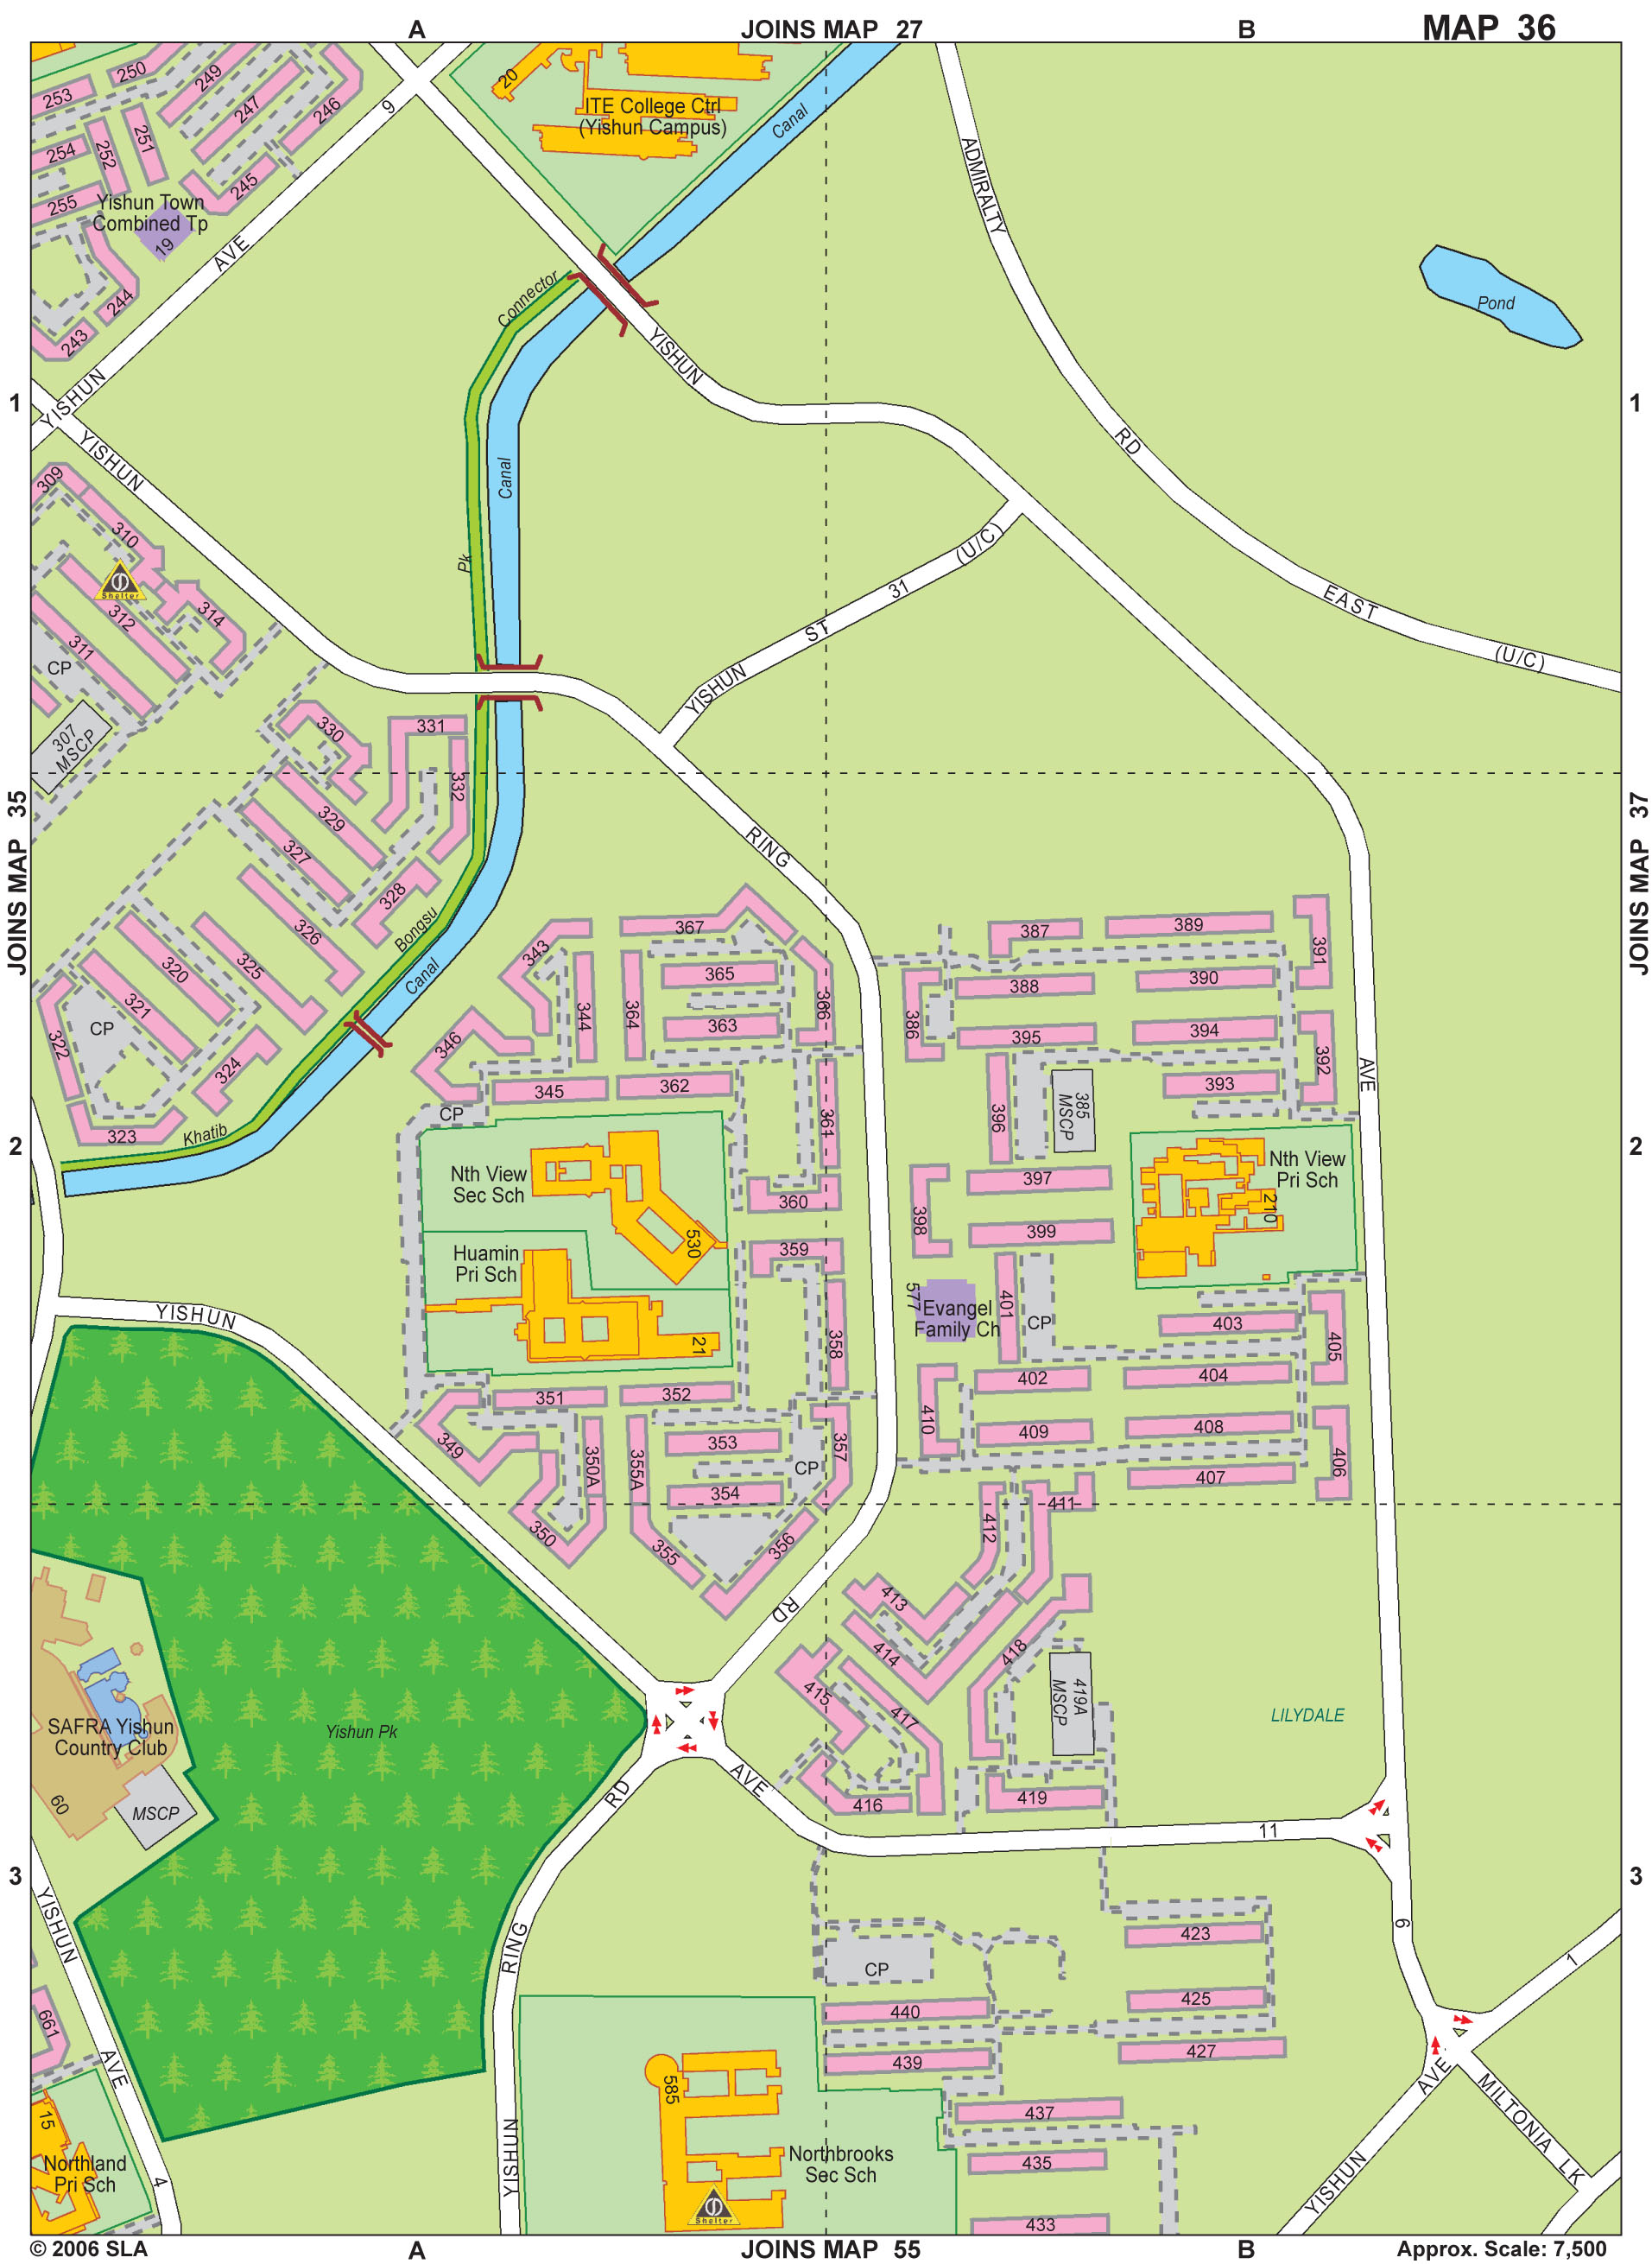 A
JOINS MAP 27
B
MAP 36
250
249
247
246
253
251
254
252
255
245
Yishun Town
Combined Tp
19
244
243
20
ITE College Ctrl
(Yishun Campus)
Canal
9
AVE
YISHUN
YISHUN
Connector
YISHUN
ADMIRALTY
RD
EAST
(U/C)
Pond
1
1
Canal
Pk
309
310
Shelter
312
314
311
CP
307
MSCP
YISHUN
ST
31
(U/C)
330
331
332
329
327
328
326
325
320
321
CP
322
324
323
Khatib
Bongsu
Canal
JOINS MAP 35
JOINS MAP 37
RING
343
367
365
344
364
363
366
346
345
362
361
CP
387
389
391
388
390
386
395
394
392
396
385
MSCP
393
AVE
2
2
Nth View
Sec Sch
530
360
397
398
399
Nth View
Pri Sch
210
Huamin
Pri Sch
21
359
358
577
Evangel
Family Ch
401
CP
403
405
402
404
YISHUN
351
352
349
350A
355A
353
357
CP
354
350
355
356
410
409
408
407
406
411
412
413
414
418
RD
415
417
419A
MSCP
LILYDALE
SAFRA Yishun
Country Club
60
MSCP
Yishun Pk
416
419
AVE
11
RD
3
3
YISHUN
RING
6
1
423
CP
440
425
439
427
661
AVE
585
437
AVE
MILTONIA
LK
15
Northland
Pri Sch
4
YISHUN
Northbrooks
Sec Sch
Shelter
435
433
YISHUN
© 2006 SLA
A
JOINS MAP 55
B
Approx. Scale: 7,500